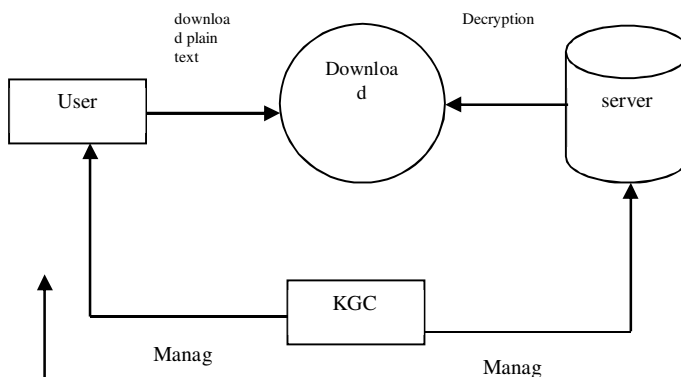 downloa
d plain
text
Decryption
User
Downloa
d
server
KGC
Manag
Manag